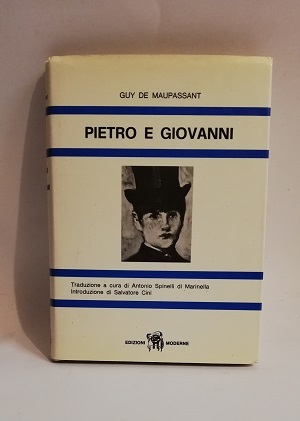 GUY DE MAUPASSANT
PIETRO E GIOVANNI
Traduzione a cura di Antonio Spinelli di Marinella
Introduzione di Salvatore Cini
EDIZIONI MODERNE